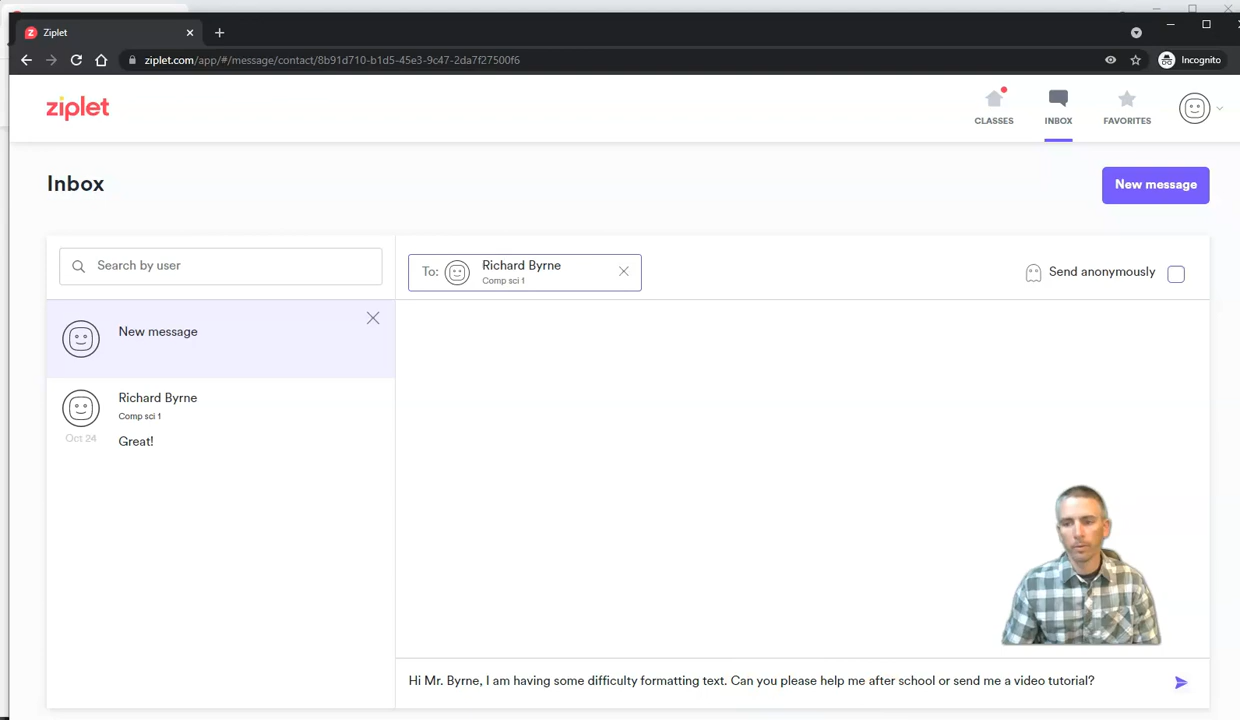 Ziplet
ziplet.com/app/#/message/contact/8b91d710-b1d5-45e3-9c47-2da7f27500f6
Incognito
ziplet
CLASSES
INBOX
FAVORITES
Inbox
New message
Search by user
To:
Richard Byrne
Comp sci 1
Send anonymously
New message
Richard Byrne
Comp sci 1
Oct 24
Great!
Hi Mr. Byrne, I am having some difficulty formatting text. Can you please help me after school or send me a video tutorial?